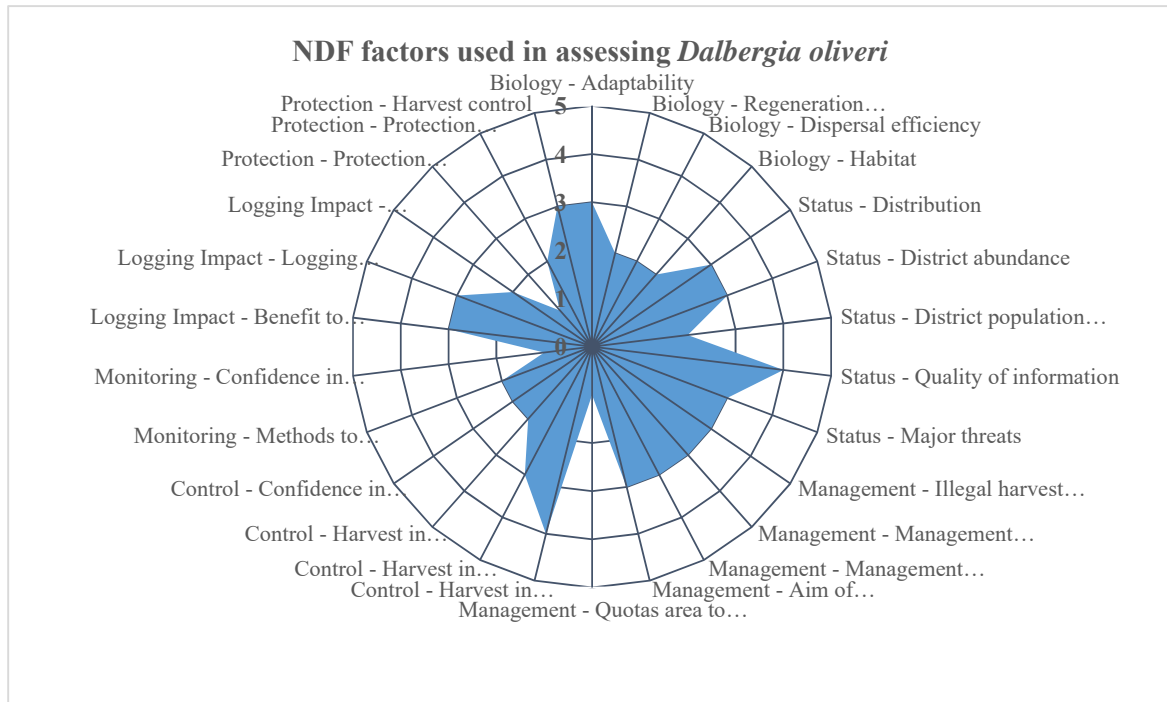 NDF factors used in assessing Dalbergia oliveri
Biology - Adaptability
Biology - Regeneration…
Biology - Dispersal efficiency
Biology - Habitat
Status - Distribution
Status - District abundance
Status - District population…
Status - Quality of information
Status - Major threats
Management - Illegal harvest…
Management - Management…
Management - Management…
Management - Aim of…
Management - Quotas area to…
Control - Harvest in…
Control - Harvest in…
Control - Harvest in…
Control - Confidence in…
Monitoring - Methods to…
Monitoring - Confidence in…
Logging Impact - Benefit to…
Logging Impact - Logging…
Logging Impact -…
Protection - Protection…
Protection - Protection…
Protection - Harvest control
5
4
3
2
1
0